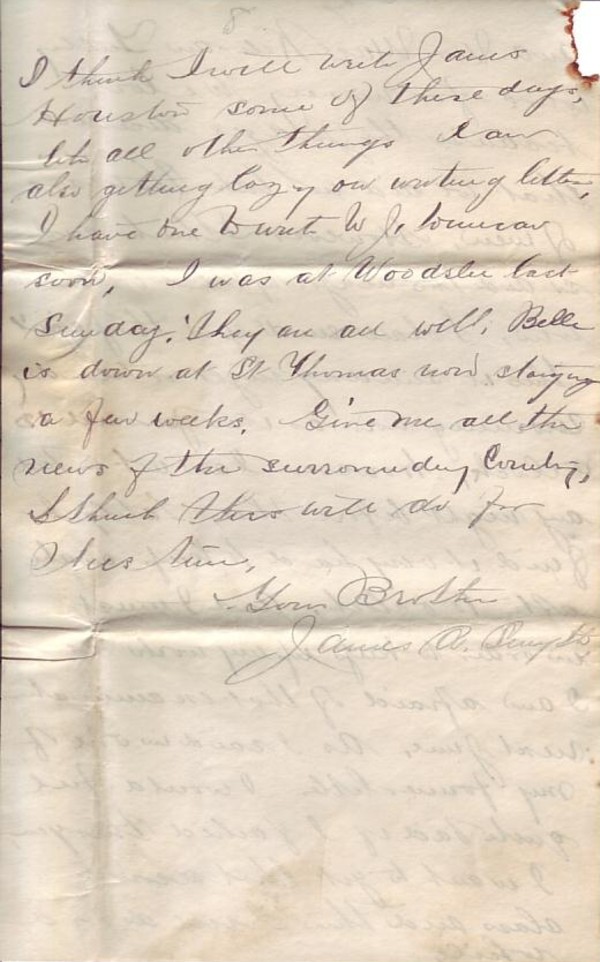 8
I think I will write James
Houston some of these days,
like all other things I am
also getting lazy on writing letters,
I have one to write W J,
soon, I was at Woodslee last
Sunday. They are all well, Belle
is down at St Thomas now staying
a few weeks. Give me all the
news of the surrounding County,
I think this will do for
this time,
Your Brother
James A. Smyth